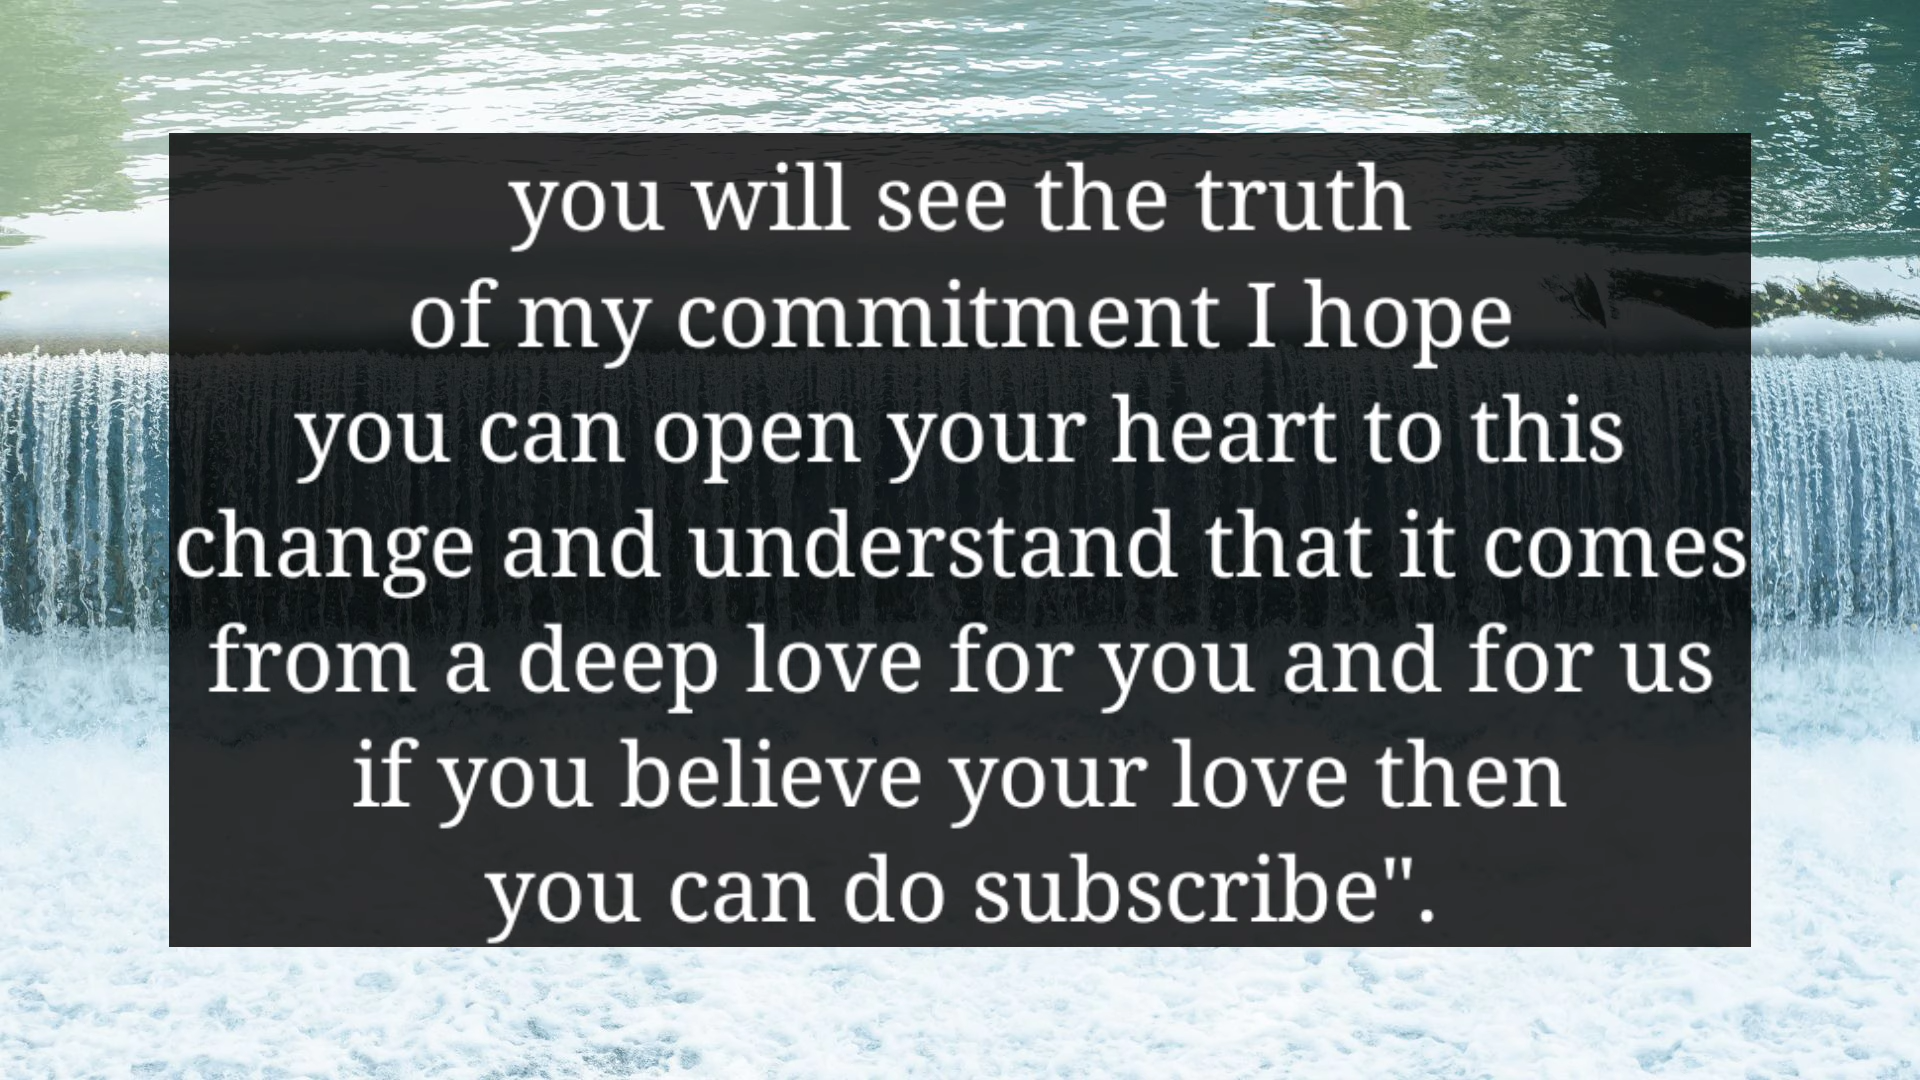 you will see the truth
of my commitment I hope
you can open your heart to this
change and understand that it comes
from a deep love for you and for us
if you believe your love then
you can do subscribe".